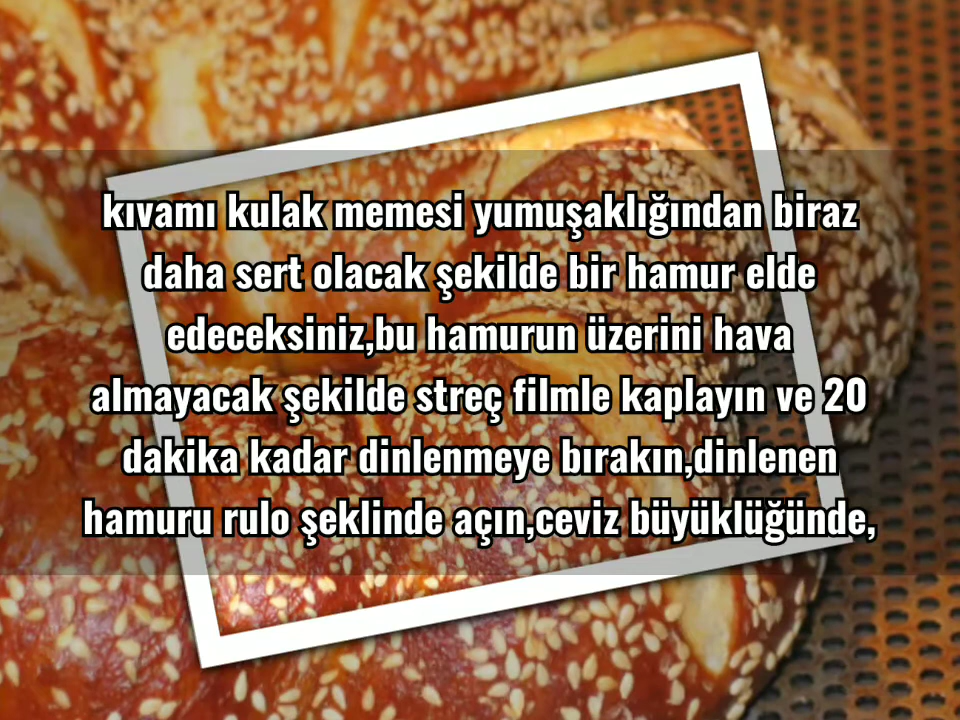 kıvamı kulak memesi yumuşaklığından biraz
daha sert olacak şekilde bir hamur elde
edeceksiniz,bu hamurun üzerini hava
almayacak şekilde streç filmle kaplayın ve 20
dakika kadar dinlenmeye bırakın,dinlenen
hamuru rulo şeklinde açın,ceviz büyüklüğünde,